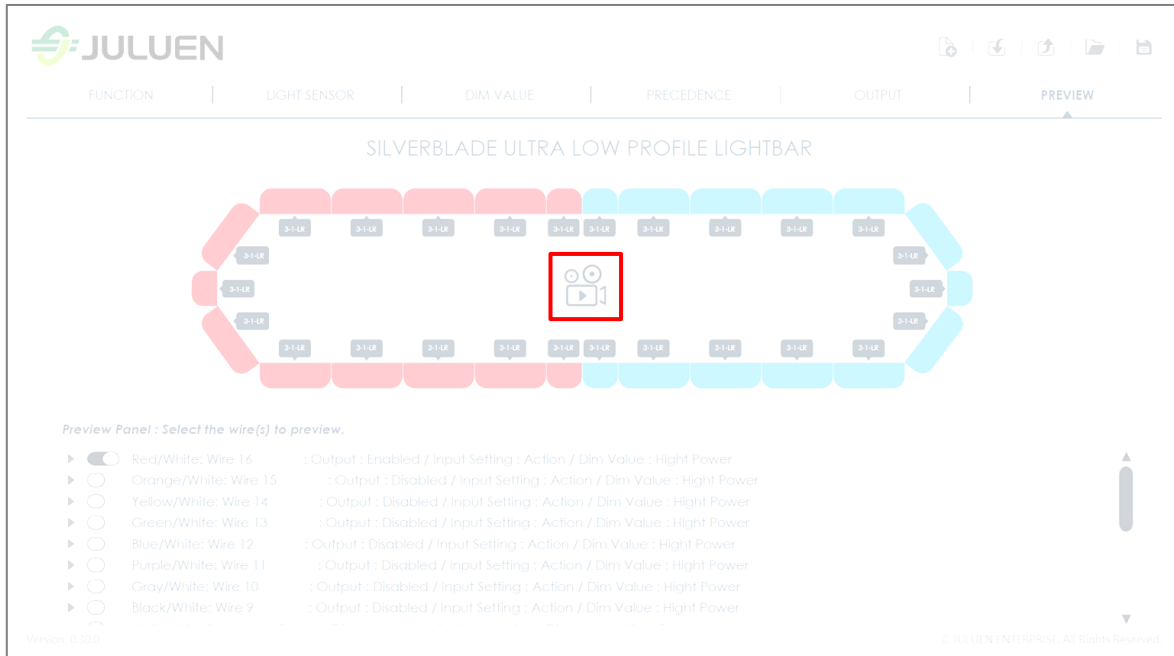 JULUEN
FUNCTION LIGHT SENSOR DIM VALUE PRECEDENCE OUTPUT PREVIEW
SILVERBLADE ULTRA LOW PROFILE LIGHTBAR
3-1-LR 3-1-LR 3-1-LR 3-1-LR 3-1-LR 3-1-LR 3-1-LR 3-1-LR 3-1-LR 3-1-LR
3-1-LR 3-1-LR
3-1-LR 3-1-LR
3-1-LR 3-1-LR
3-1-LR 3-1-LR 3-1-LR 3-1-LR 3-1-LR 3-1-LR 3-1-LR 3-1-LR 3-1-LR 3-1-LR
Preview Panel : Select the wire(s) to preview.
Red/White: Wire 16 : Output : Enabled / Input Setting : Action / Dim Value : Hight Power
Orange/White: Wire 15 : Output : Disabled / Input Setting : Action / Dim Value : Hight Power
Yellow/White: Wire 14 : Output : Disabled / Input Setting : Action / Dim Value : Hight Power
Green/White: Wire 13 : Output : Disabled / Input Setting : Action / Dim Value : Hight Power
Blue/White: Wire 12 : Output : Disabled / Input Setting : Action / Dim Value : Hight Power
Purple/White: Wire 11 : Output : Disabled / Input Setting : Action / Dim Value : Hight Power
Gray/White: Wire 10 : Output : Disabled / Input Setting : Action / Dim Value : Hight Power
Black/White: Wire 9 : Output : Disabled / Input Setting : Action / Dim Value : Hight Power
Version: 0.30.0 © JULUEN ENTERPRISE. All Rights Reserved